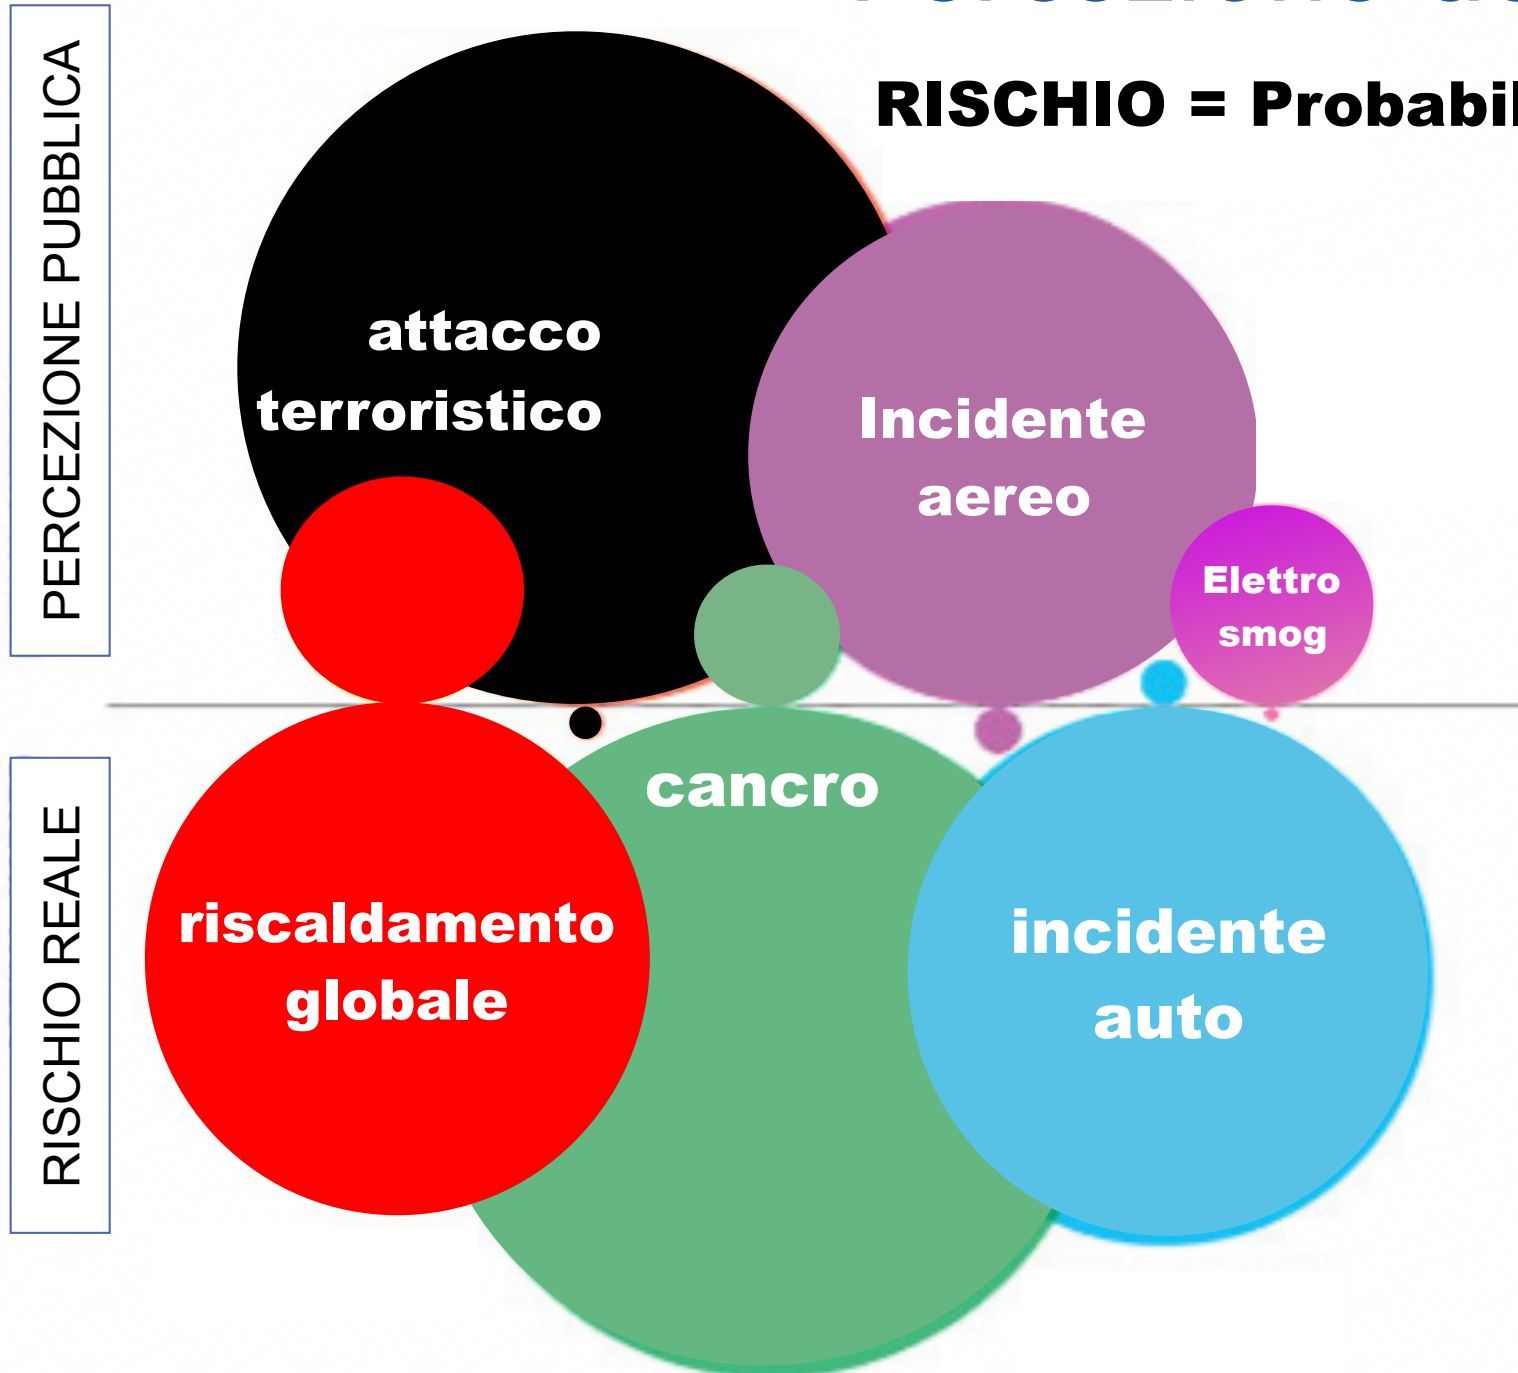 PERCEZIONE PUBBLICA
RISCHIO = Probabil
attacco
terroristico
Incidente
aereo
Elettro
smog
RISCHIO REALE
cancro
riscaldamento
globale
incidente
auto